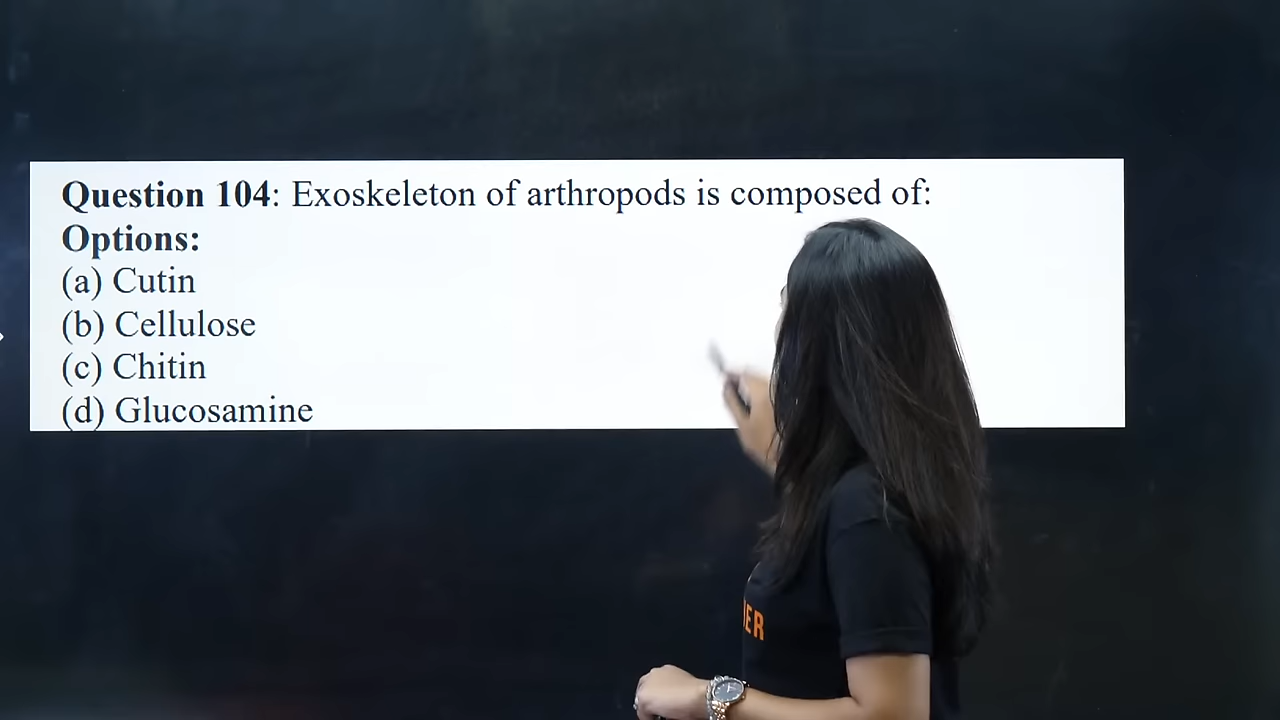 Question 104: Exoskeleton of arthropods is composed of:
Options:
(a) Cutin
(b) Cellulose
(c) Chitin
(d) Glucosamine